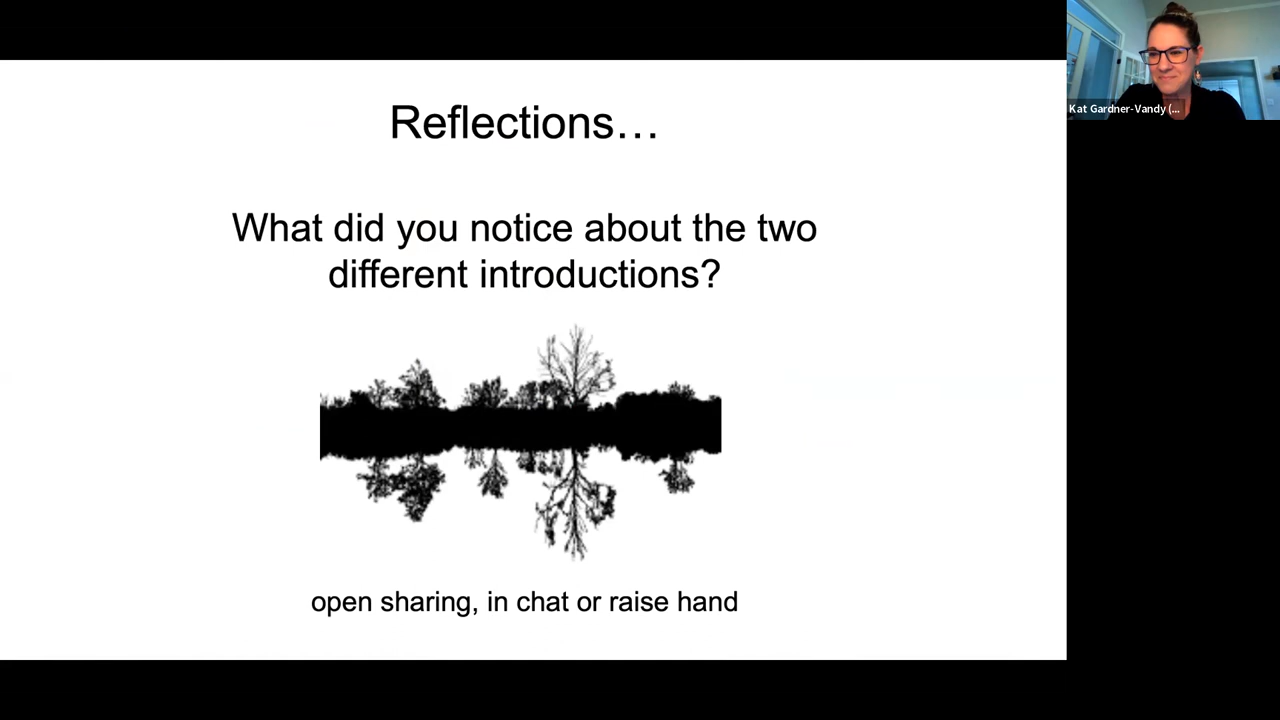 Reflections…
What did you notice about the two
different introductions?
open sharing, in chat or raise hand
Kat Gardner-Vandy (...